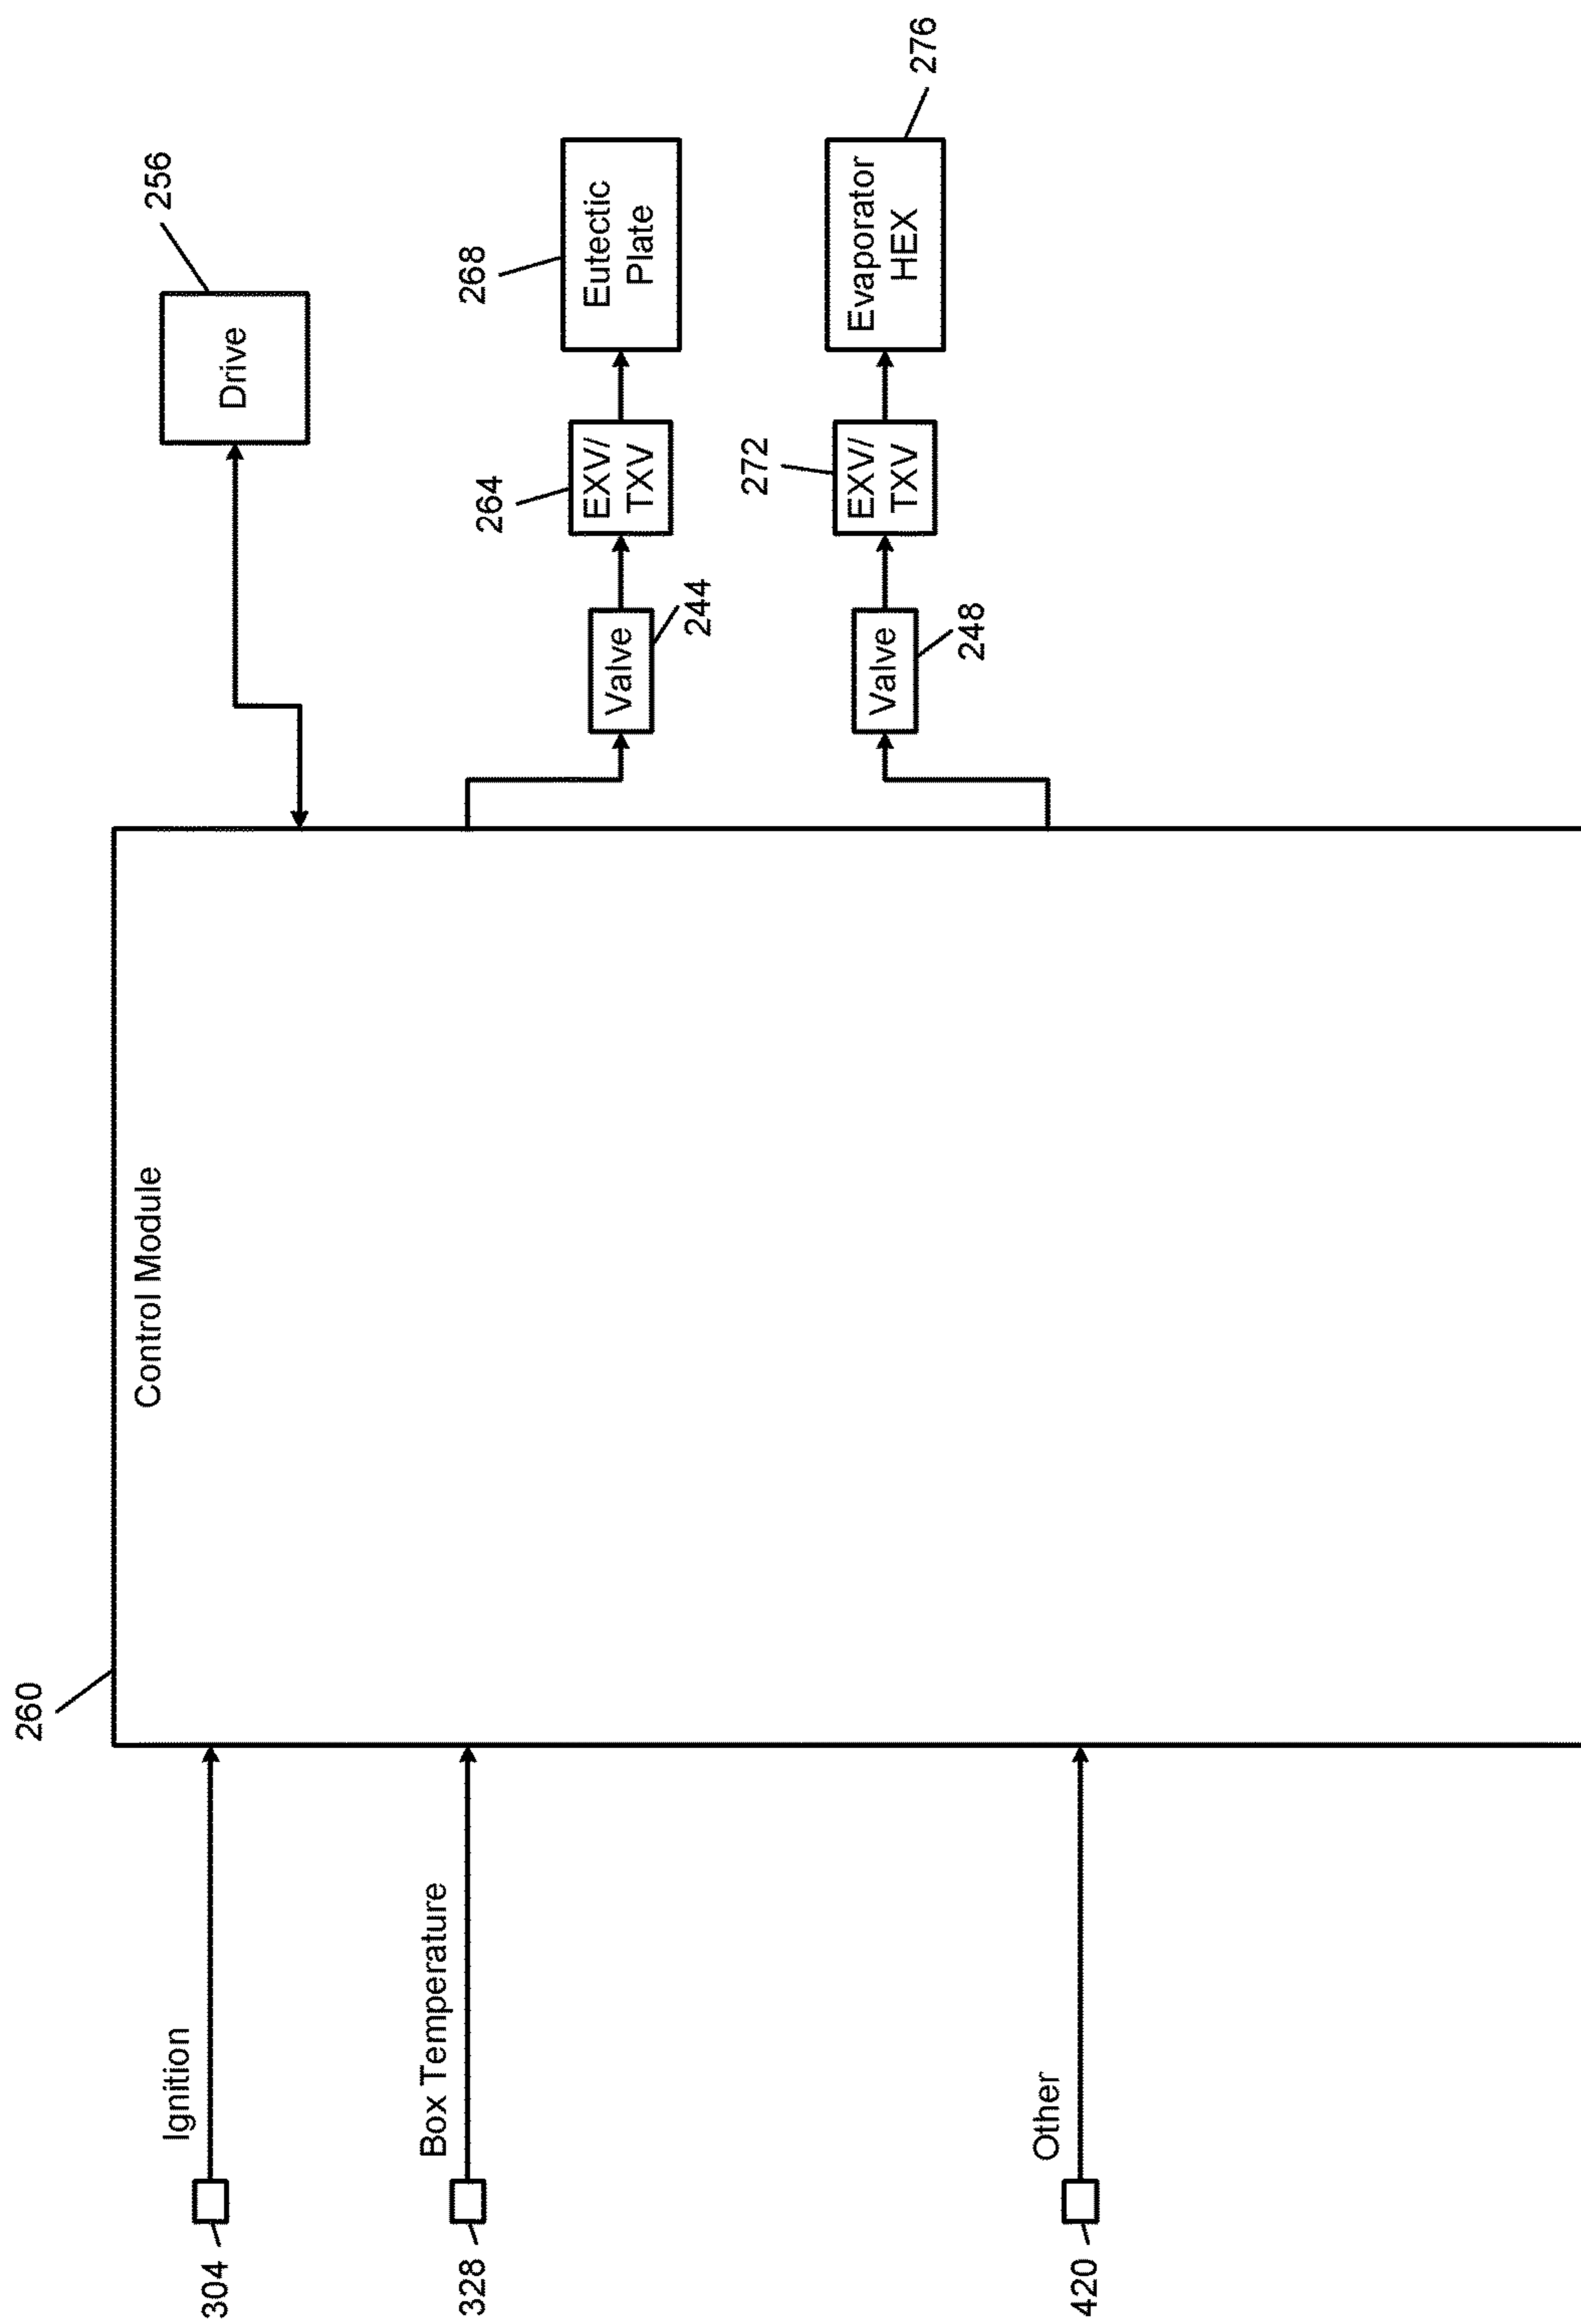 260
Control Module
304
Ignition
328
Box Temperature
420
Other
256
Drive
244
Valve
264
EXV/
TXV
268
Eutectic
Plate
248
Valve
272
EXV/
TXV
276
Evaporator
HEX